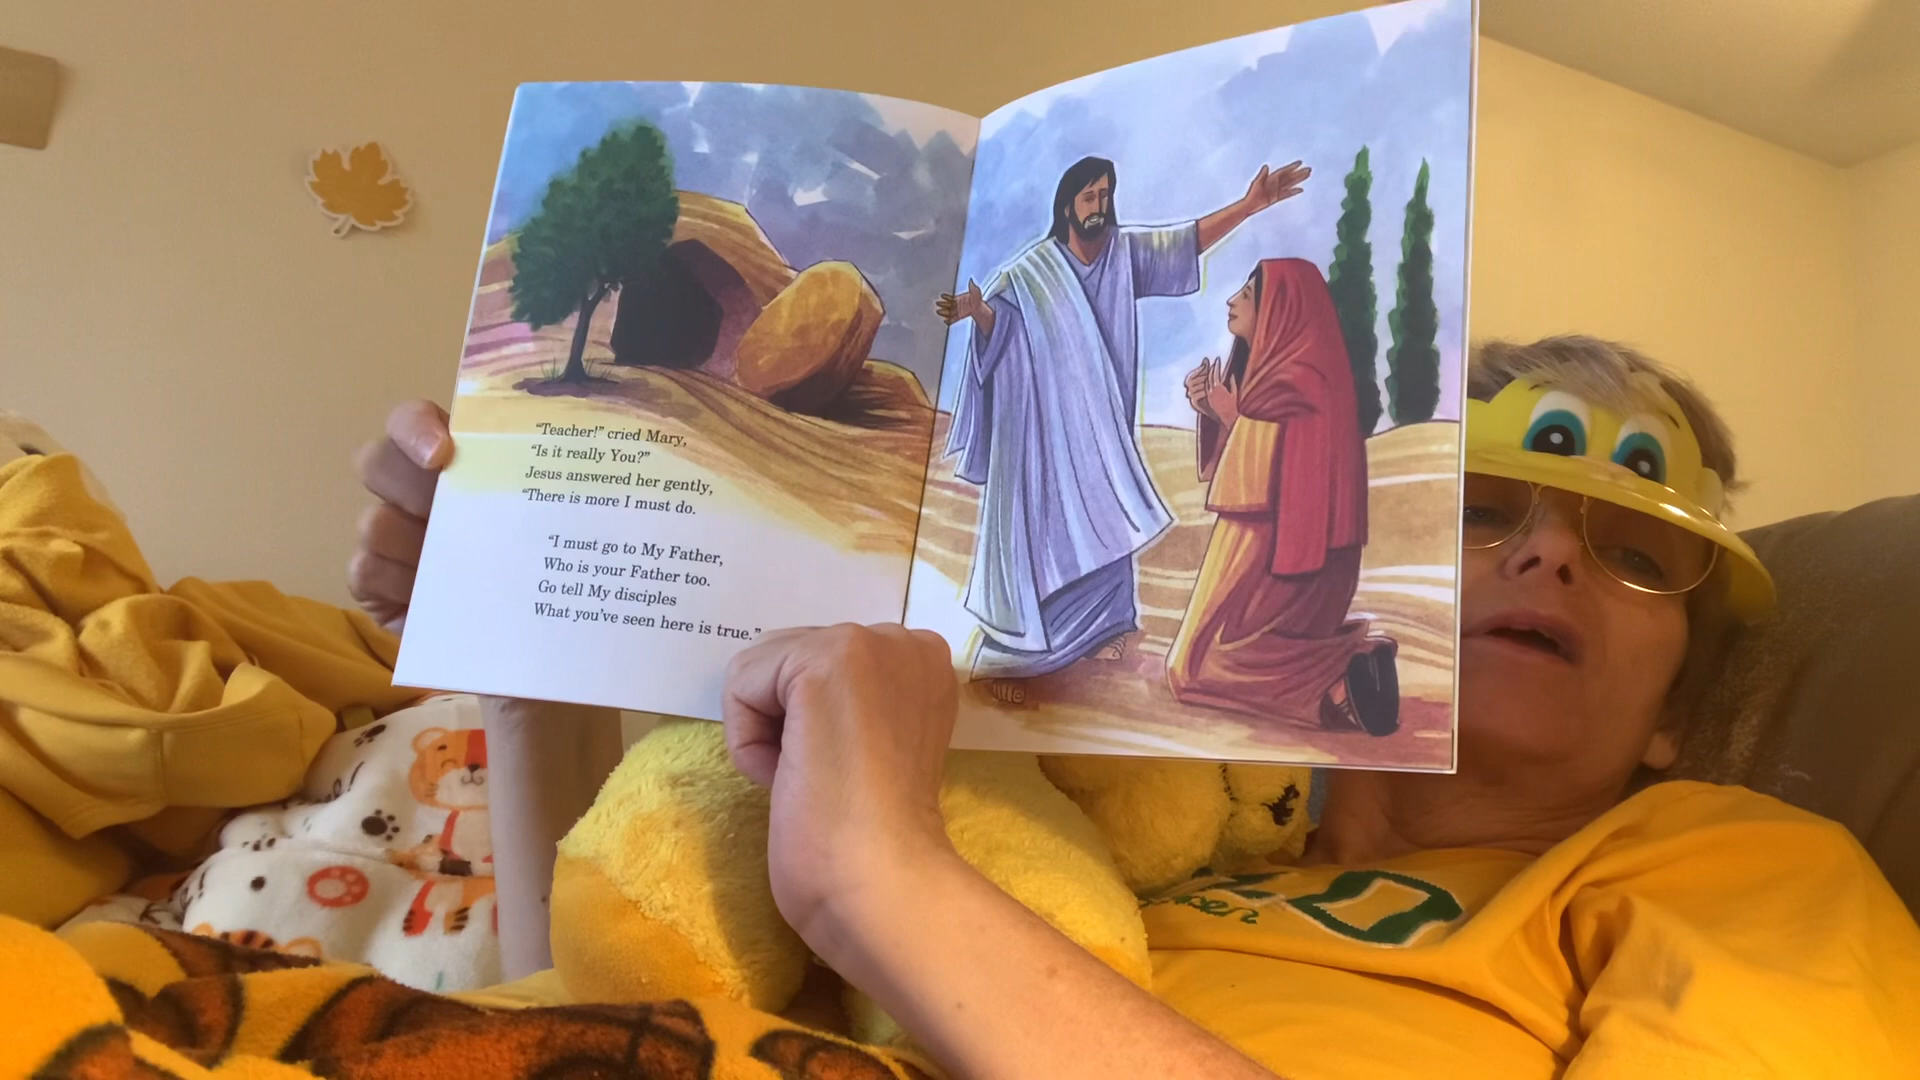 “Teacher!” cried Mary,
“Is it really You?”
Jesus answered her gently,
“There is more I must do.
“I must go to My Father,
Who is your Father too.
Go tell My disciples
What you’ve seen here is true.”